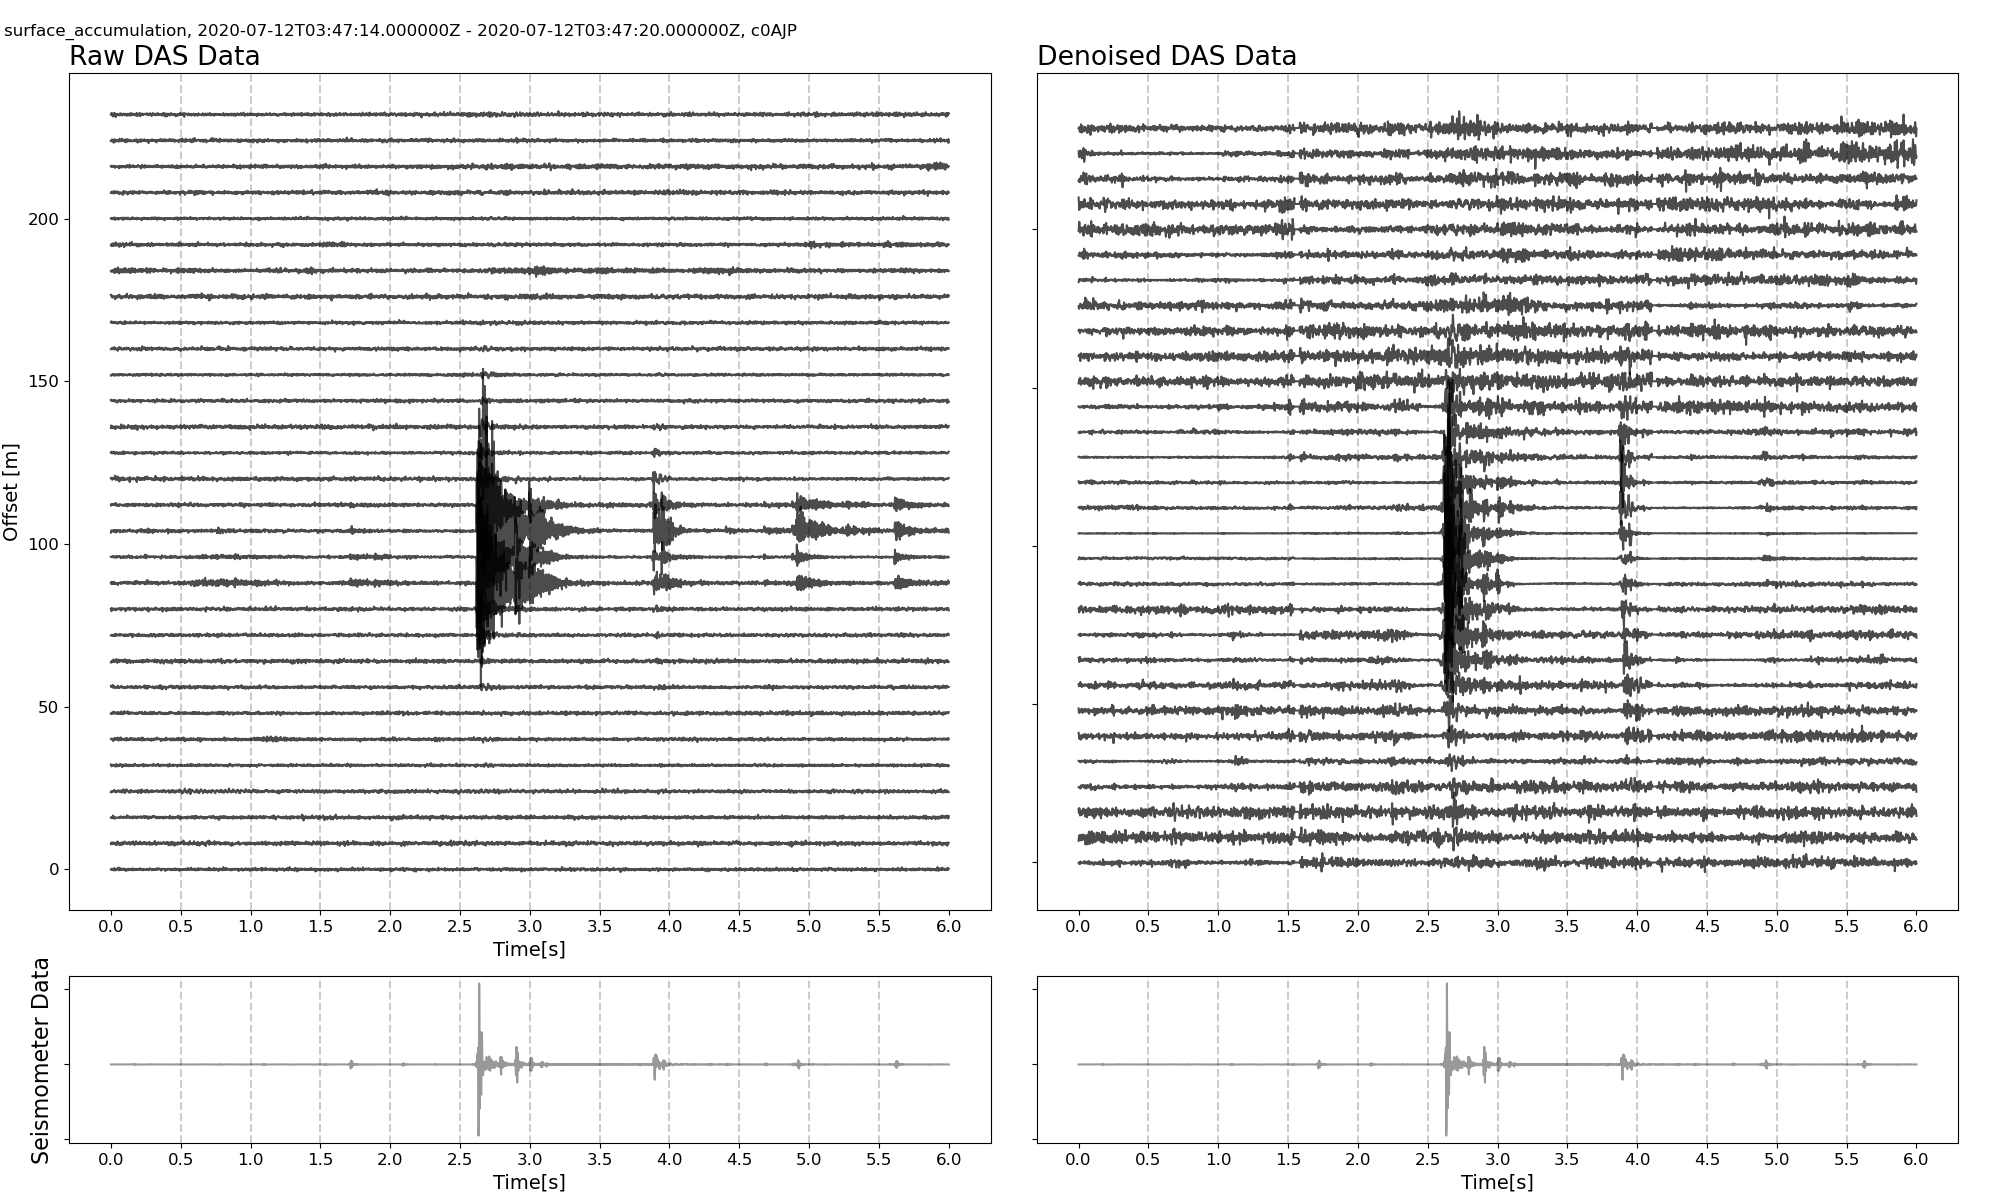 surface_accumulation, 2020-07-12T03:47:14.000000Z - 2020-07-12T03:47:20.000000Z, c0AJP
Raw DAS Data
Denoised DAS Data
Offset [m]
200
150
100
50
0
0.0 0.5 1.0 1.5 2.0 2.5 3.0 3.5 4.0 4.5 5.0 5.5 6.0
Time[s]
0.0 0.5 1.0 1.5 2.0 2.5 3.0 3.5 4.0 4.5 5.0 5.5 6.0
Seismometer Data
0.0 0.5 1.0 1.5 2.0 2.5 3.0 3.5 4.0 4.5 5.0 5.5 6.0
Time[s]
0.0 0.5 1.0 1.5 2.0 2.5 3.0 3.5 4.0 4.5 5.0 5.5 6.0
Time[s]